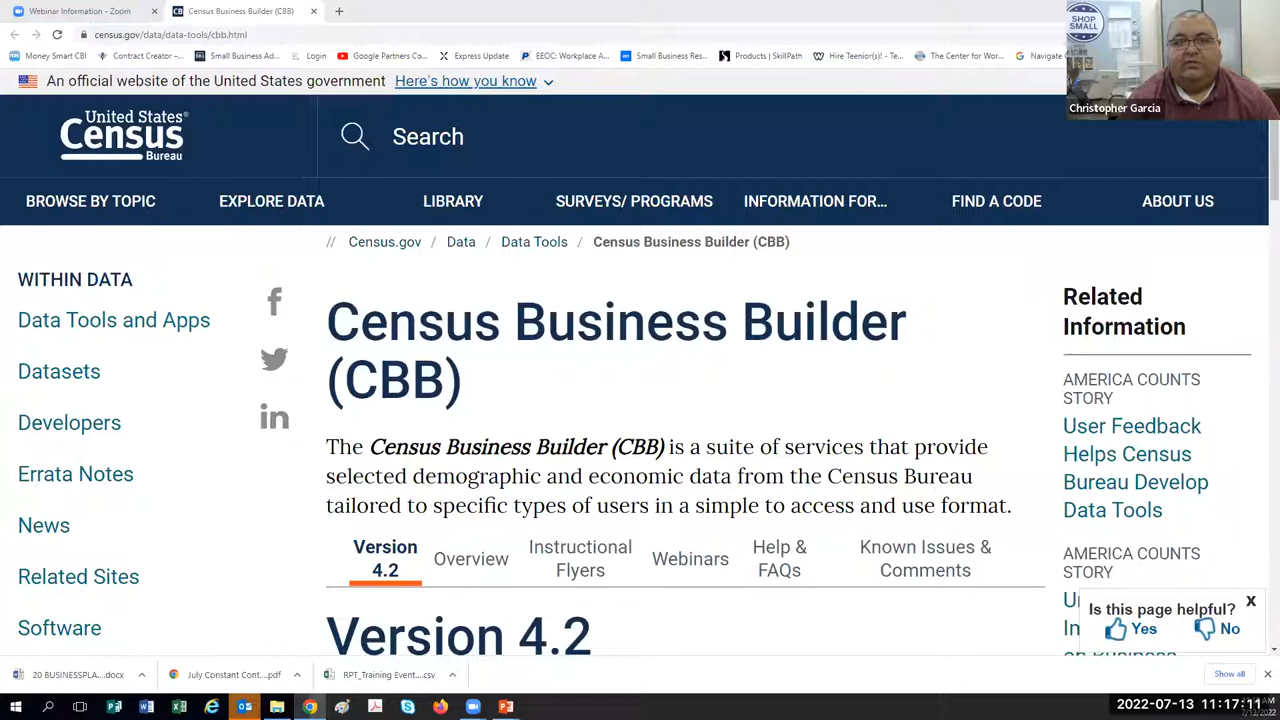 Webinar Information - Zoom
Census Business Builder (CBB)
census.gov/data/data-tools/cbb.html
Money Smart CBI
Contract Creator –...
Small Business Ad...
Login
Google Partners Co...
Express Update
EEOC: Workplace A...
Small Business Res...
Products | SkillPath
Hire Teenior(s)! - Te...
The Center for Wor...
Navigate
SHOP
SMALL
Christopher Garcia
An official website of the United States government Here's how you know
United States®
Census
Bureau
Search
BROWSE BY TOPIC
EXPLORE DATA
LIBRARY
SURVEYS/ PROGRAMS
INFORMATION FOR...
FIND A CODE
ABOUT US
// Census.gov / Data / Data Tools / Census Business Builder (CBB)
WITHIN DATA
Data Tools and Apps
Datasets
Developers
Errata Notes
News
Related Sites
Software
Census Business Builder
(CBB)
The Census Business Builder (CBB) is a suite of services that provide
selected demographic and economic data from the Census Bureau
tailored to specific types of users in a simple to access and use format.
Version
4.2
Overview
Instructional
Flyers
Webinars
Help &
FAQs
Known Issues &
Comments
Version 4.2
Related
Information
AMERICA COUNTS
STORY
User Feedback
Helps Census
Bureau Develop
Data Tools
AMERICA COUNTS
STORY
Is this page helpful? X
Yes No
20 BUSINESSPLA....docx
July Constant Cont....pdf
RPT_Training Event....csv
Show all
2022-07-13 11:17:11